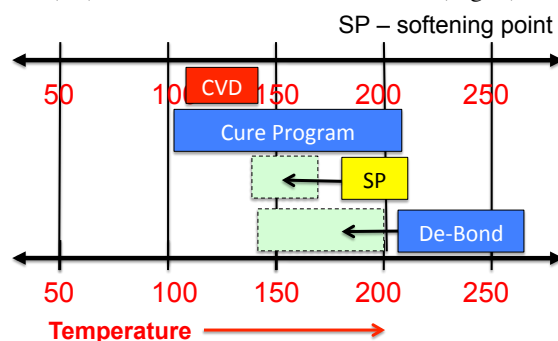 SP – softening point
50 100 150 200 250
CVD
Cure Program
SP
De-Bond
50 100 150 200 250
Temperature